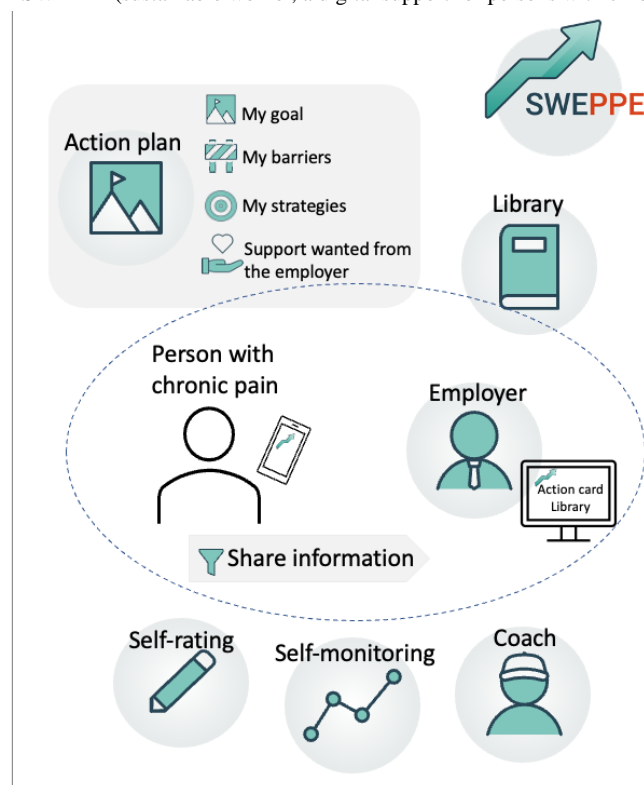 SWEPPE
My goal
Action plan
My barriers
My strategies
Support wanted from
the employer
Library
Person with
chronic pain
Employer
Action card
Library
Share information
Self-rating
Self-monitoring
Coach